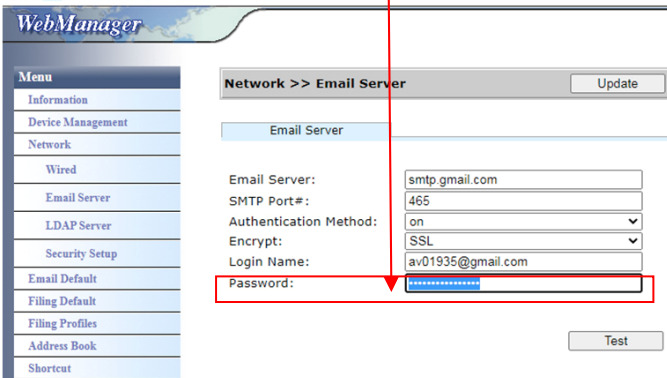 WebManager
Menu
Information
Device Management
Network
Wired
Email Server
LDAP Server
Security Setup
Email Default
Filing Default
Filing Profiles
Address Book
Shortcut
Network >> Email Server
Update
Email Server
Email Server: smtp.gmail.com
SMTP Port#: 465
Authentication Method: on
Encrypt: SSL
Login Name: av01935@gmail.com
Password: ••••••••••••••••
Test